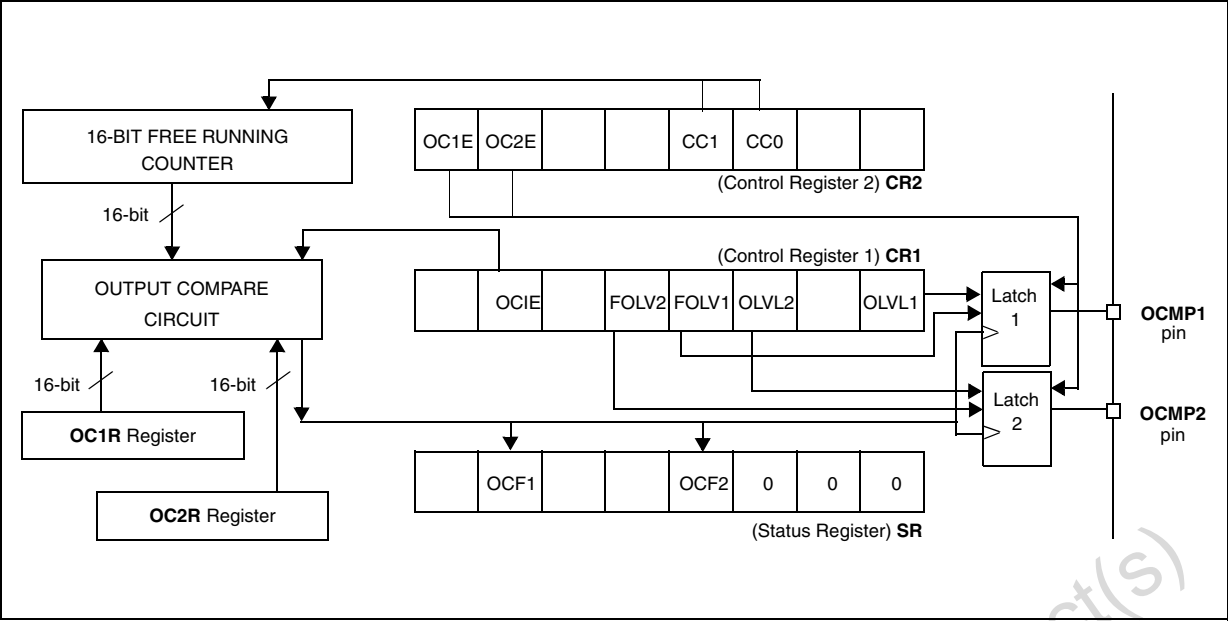 16-BIT FREE RUNNING
COUNTER
OC1E OC2E CC1 CC0
(Control Register 2) CR2
16-bit
(Control Register 1) CR1
OUTPUT COMPARE
CIRCUIT
OCIE FOLV2 FOLV1 OLVL2 OLVL1
Latch
1
OCMP1
pin
16-bit 16-bit
Latch
2
OCMP2
pin
OC1R Register
OCF1 OCF2 0 0 0
OC2R Register
(Status Register) SR
ct(s)